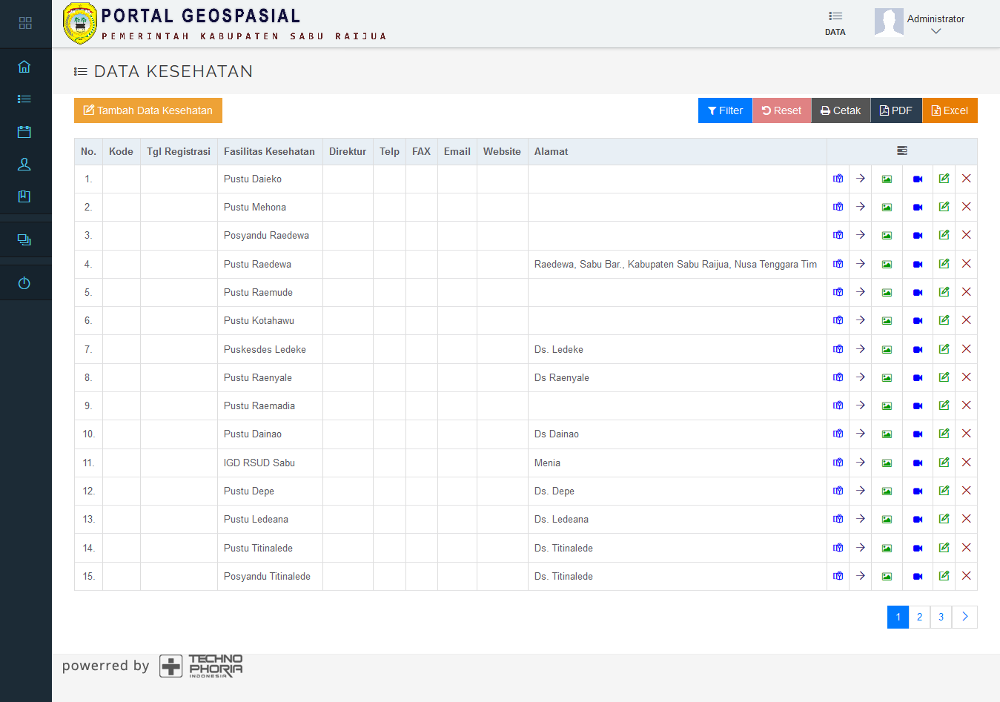 PORTAL GEOSPASIAL
PEMERINTAH KABUPATEN SABU RAIJUA
DATA
Administrator
DATA KESEHATAN
Tambah Data Kesehatan
Filter Reset Cetak PDF Excel
No. Kode Tgl Registrasi Fasilitas Kesehatan Direktur Telp FAX Email Website Alamat
1. Pustu Daieko
2. Pustu Mehona
3. Posyandu Raedewa
4. Pustu Raedewa Raedewa, Sabu Bar., Kabupaten Sabu Raijua, Nusa Tenggara Tim
5. Pustu Raemude
6. Pustu Kotahawu
7. Puskesdes Ledeke Ds. Ledeke
8. Pustu Raenyale Ds Raenyale
9. Pustu Raemadia
10. Pustu Dainao Ds Dainao
11. IGD RSUD Sabu Menia
12. Pustu Depe Ds. Depe
13. Pustu Ledeana Ds. Ledeana
14. Pustu Titinalede Ds. Titinalede
15. Posyandu Titinalede Ds. Titinalede
1 2 3
powerred by TECHNO
PHORIA
INDONESIA